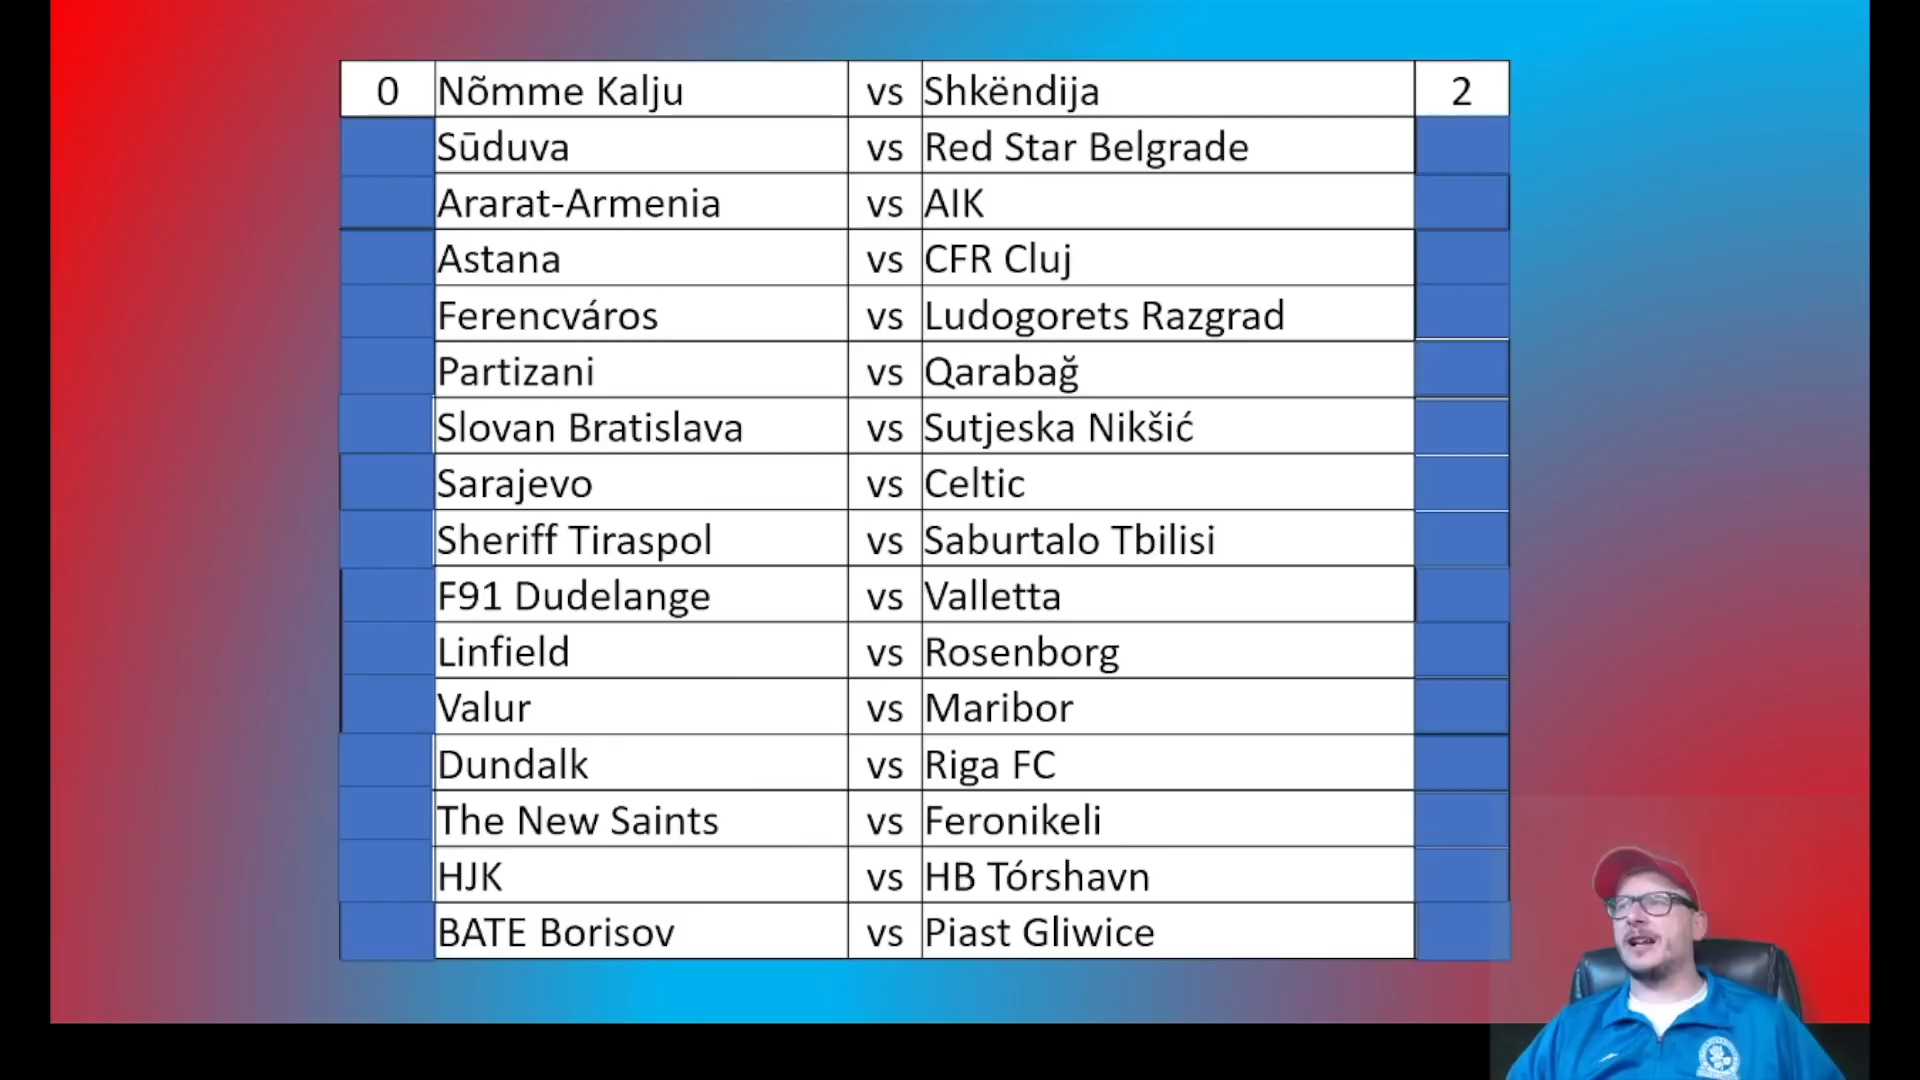 0 Nõmme Kalju vs Shkëndija 2
Sūduva vs Red Star Belgrade
Ararat-Armenia vs AIK
Astana vs CFR Cluj
Ferencváros vs Ludogorets Razgrad
Partizani vs Qarabağ
Slovan Bratislava vs Sutjeska Nikšić
Sarajevo vs Celtic
Sheriff Tiraspol vs Saburtalo Tbilisi
F91 Dudelange vs Valletta
Linfield vs Rosenborg
Valur vs Maribor
Dundalk vs Riga FC
The New Saints vs Feronikeli
HJK vs HB Tórshavn
BATE Borisov vs Piast Gliwice